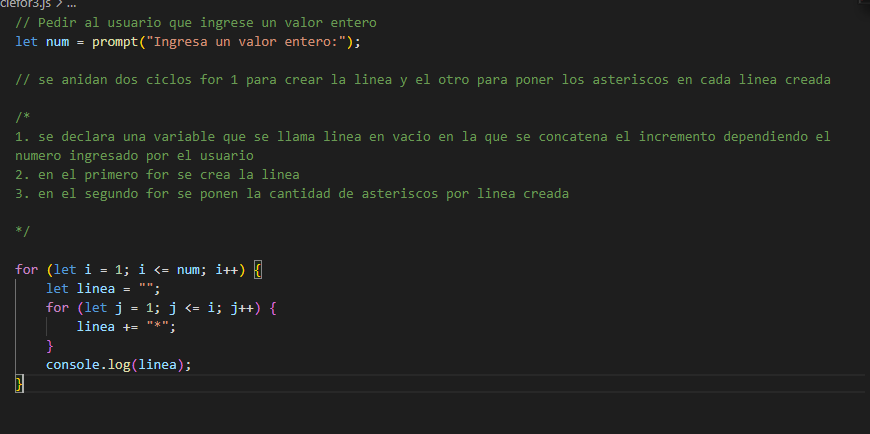 clefor3.js > ...
// Pedir al usuario que ingrese un valor entero
let num = prompt("Ingresa un valor entero:");
// se anidan dos ciclos for 1 para crear la linea y el otro para poner los asteriscos en cada linea creada
/*
1. se declara una variable que se llama linea en vacio en la que se concatena el incremento dependiendo el
numero ingresado por el usuario
2. en el primero for se crea la linea
3. en el segundo for se ponen la cantidad de asteriscos por linea creada
*/
for (let i = 1; i <= num; i++) {
    let linea = "";
    for (let j = 1; j <= i; j++) {
        linea += "*";
    }
    console.log(linea);
}